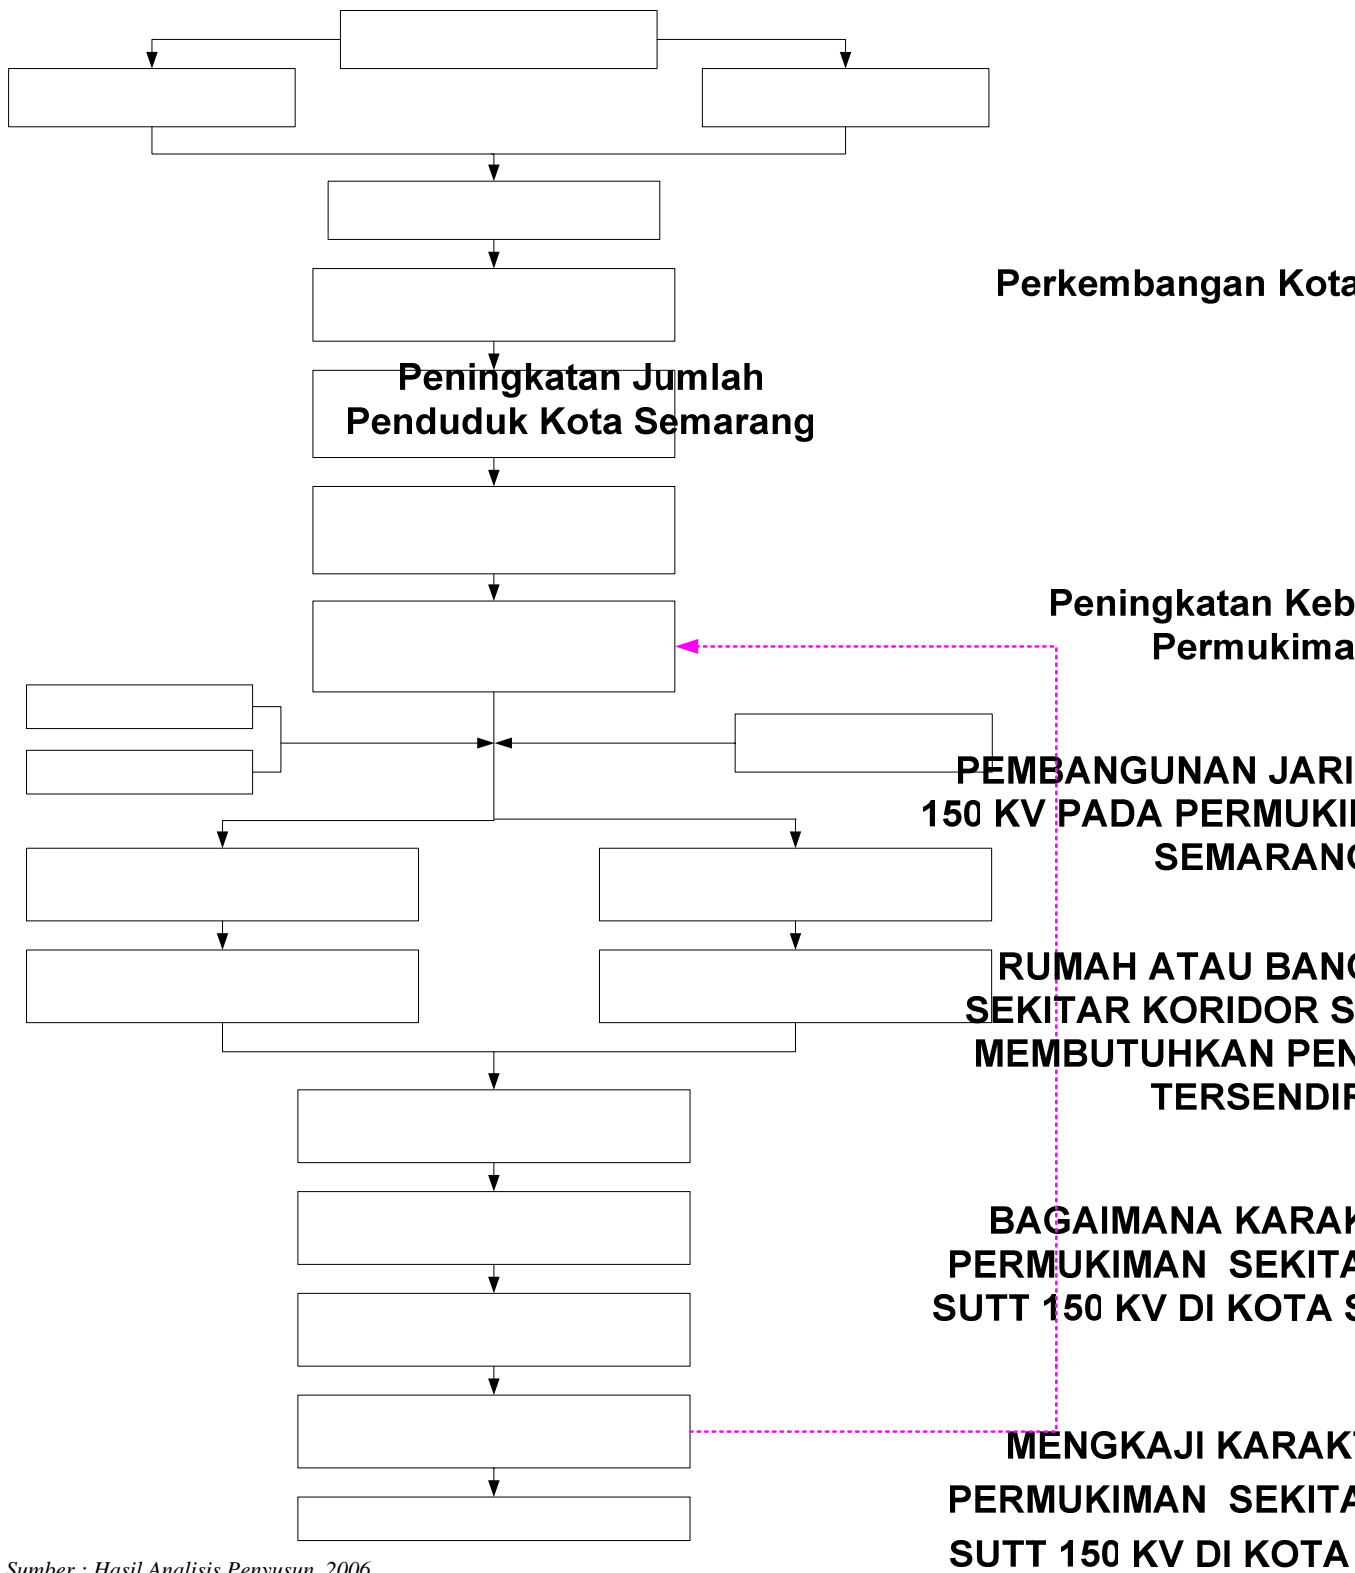 Perkembangan Kota
Peningkatan Jumlah
Penduduk Kota Semarang
Peningkatan Keb
Permukima
PEMBANGUNAN JARI
150 KV PADA PERMUKI
SEMARANG
RUMAH ATAU BANG
SEKITAR KORIDOR S
MEMBUTUHKAN PEN
TERSENDIR
BAGAIMANA KARAK
PERMUKIMAN SEKITA
SUTT 150 KV DI KOTA S
MENGKAJI KARAKT
PERMUKIMAN SEKITA
SUTT 150 KV DI KOTA
Sumber : Hasil Analisis Penyusun, 2006